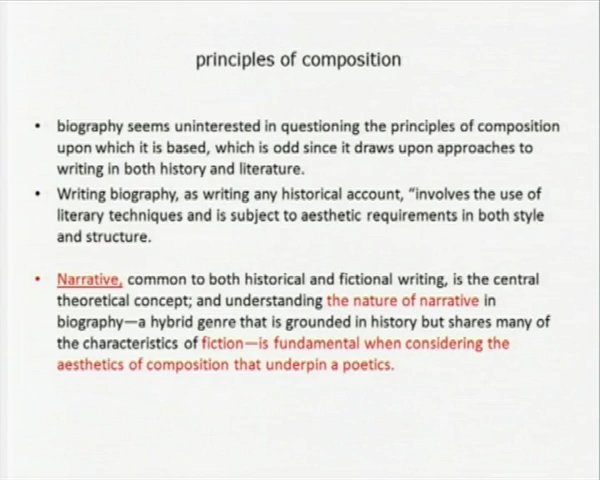 principles of composition
• biography seems uninterested in questioning the principles of composition
upon which it is based, which is odd since it draws upon approaches to
writing in both history and literature.
• Writing biography, as writing any historical account, “involves the use of
literary techniques and is subject to aesthetic requirements in both style
and structure.
• Narrative, common to both historical and fictional writing, is the central
theoretical concept; and understanding the nature of narrative in
biography—a hybrid genre that is grounded in history but shares many of
the characteristics of fiction—is fundamental when considering the
aesthetics of composition that underpin a poetics.